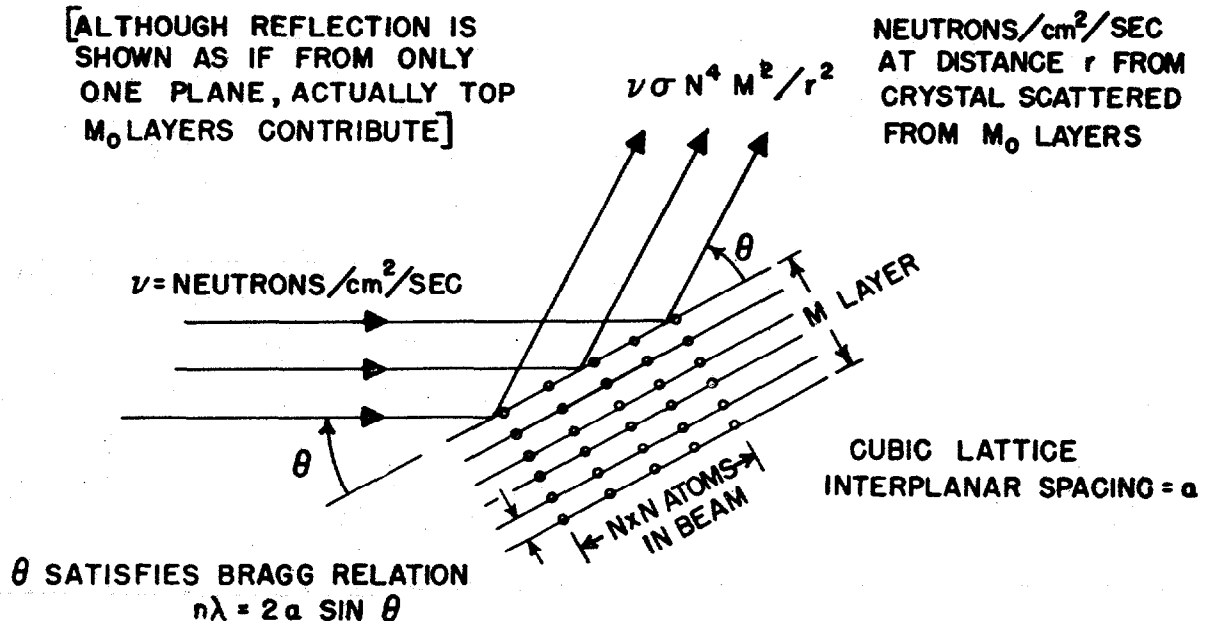 [ALTHOUGH REFLECTION IS
SHOWN AS IF FROM ONLY
ONE PLANE, ACTUALLY TOP
M₀ LAYERS CONTRIBUTE]
ν σ N⁴ M²/r²
NEUTRONS/cm²/SEC
AT DISTANCE r FROM
CRYSTAL SCATTERED
FROM M₀ LAYERS
ν = NEUTRONS/cm²/SEC
θ
M LAYER
θ
CUBIC LATTICE
INTERPLANAR SPACING = a
N×N ATOMS
IN BEAM
θ SATISFIES BRAGG RELATION
nλ = 2 a SIN θ